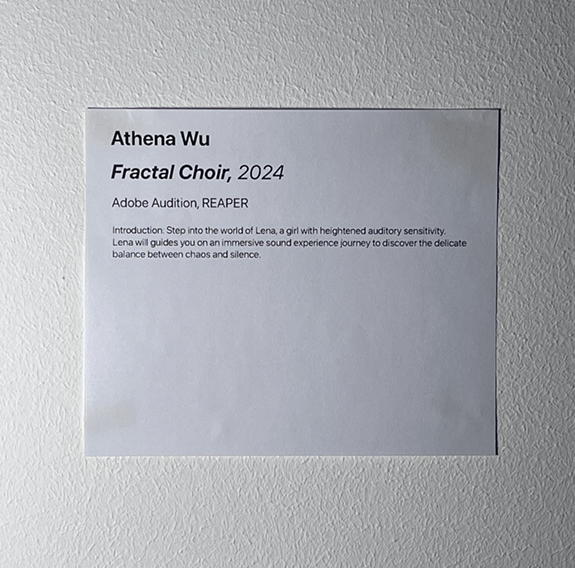 Athena Wu
Fractal Choir, 2024
Adobe Audition, REAPER
Introduction: Step into the world of Lena, a girl with heightened auditory sensitivity.
Lena will guides you on an immersive sound experience journey to discover the delicate
balance between chaos and silence.